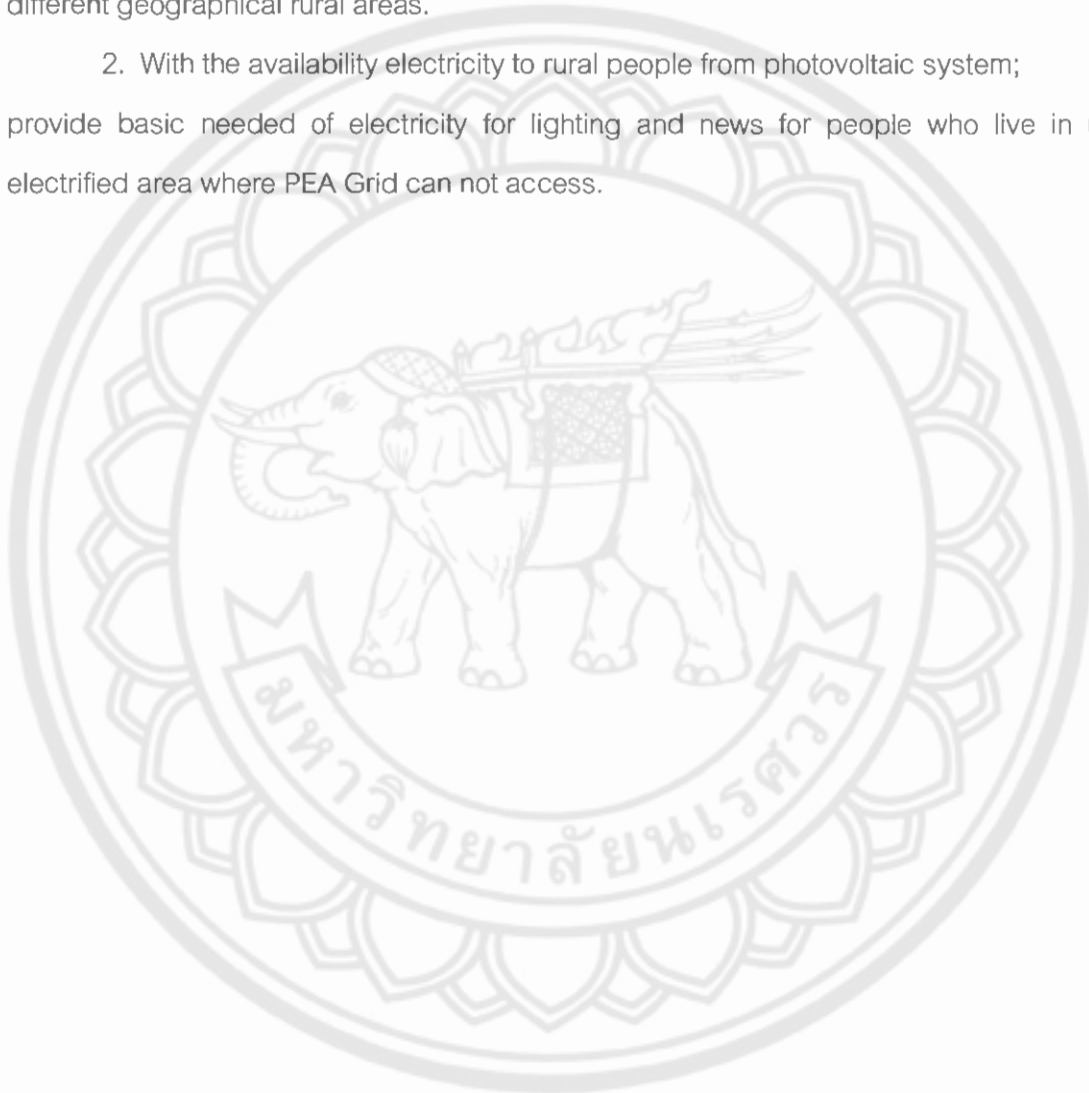 different geographical rural areas.
2. With the availability electricity to rural people from photovoltaic system;
provide basic needed of electricity for lighting and news for people who live in
electrified area where PEA Grid can not access.
มหาวิทยาลัยนเรศวร